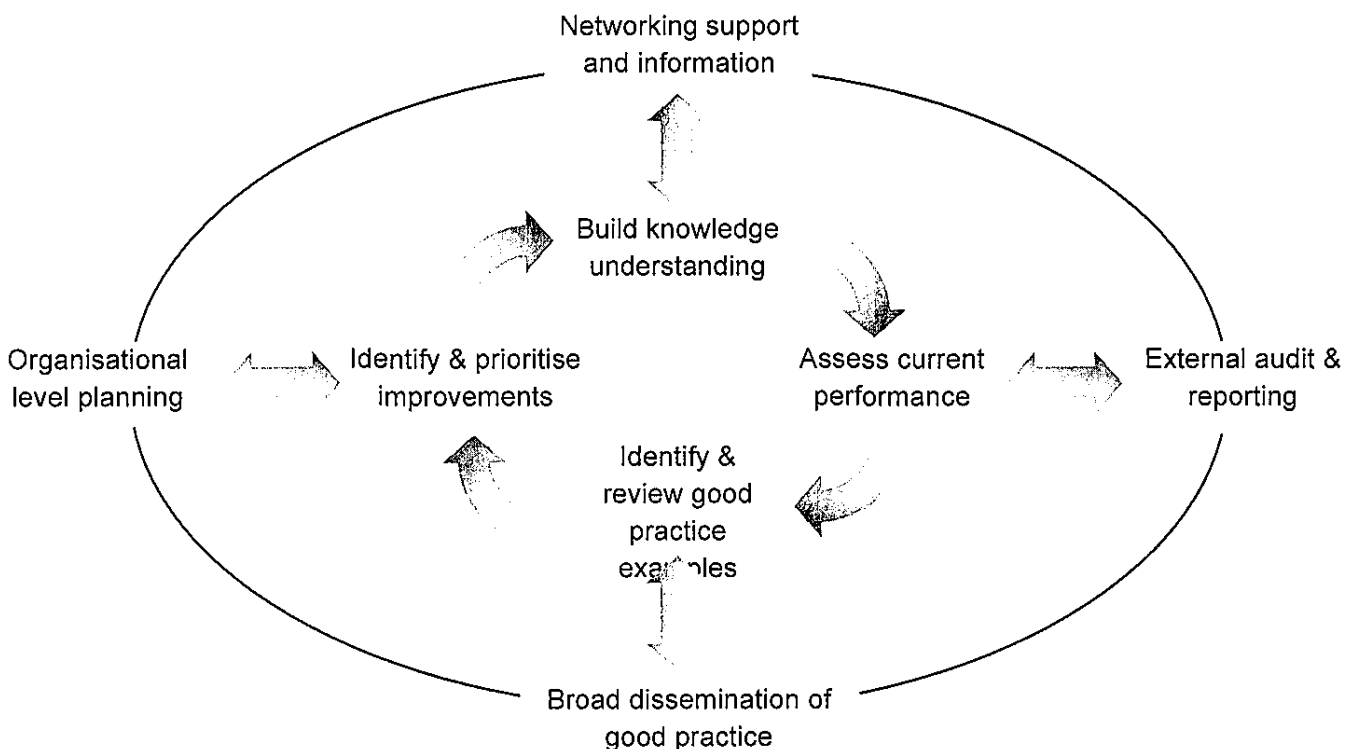 Networking support
and information
Build knowledge
understanding
Organisational
level planning
Identify & prioritise
improvements
Assess current
performance
External audit &
reporting
Identify &
review good
practice
examples
Broad dissemination of
good practice